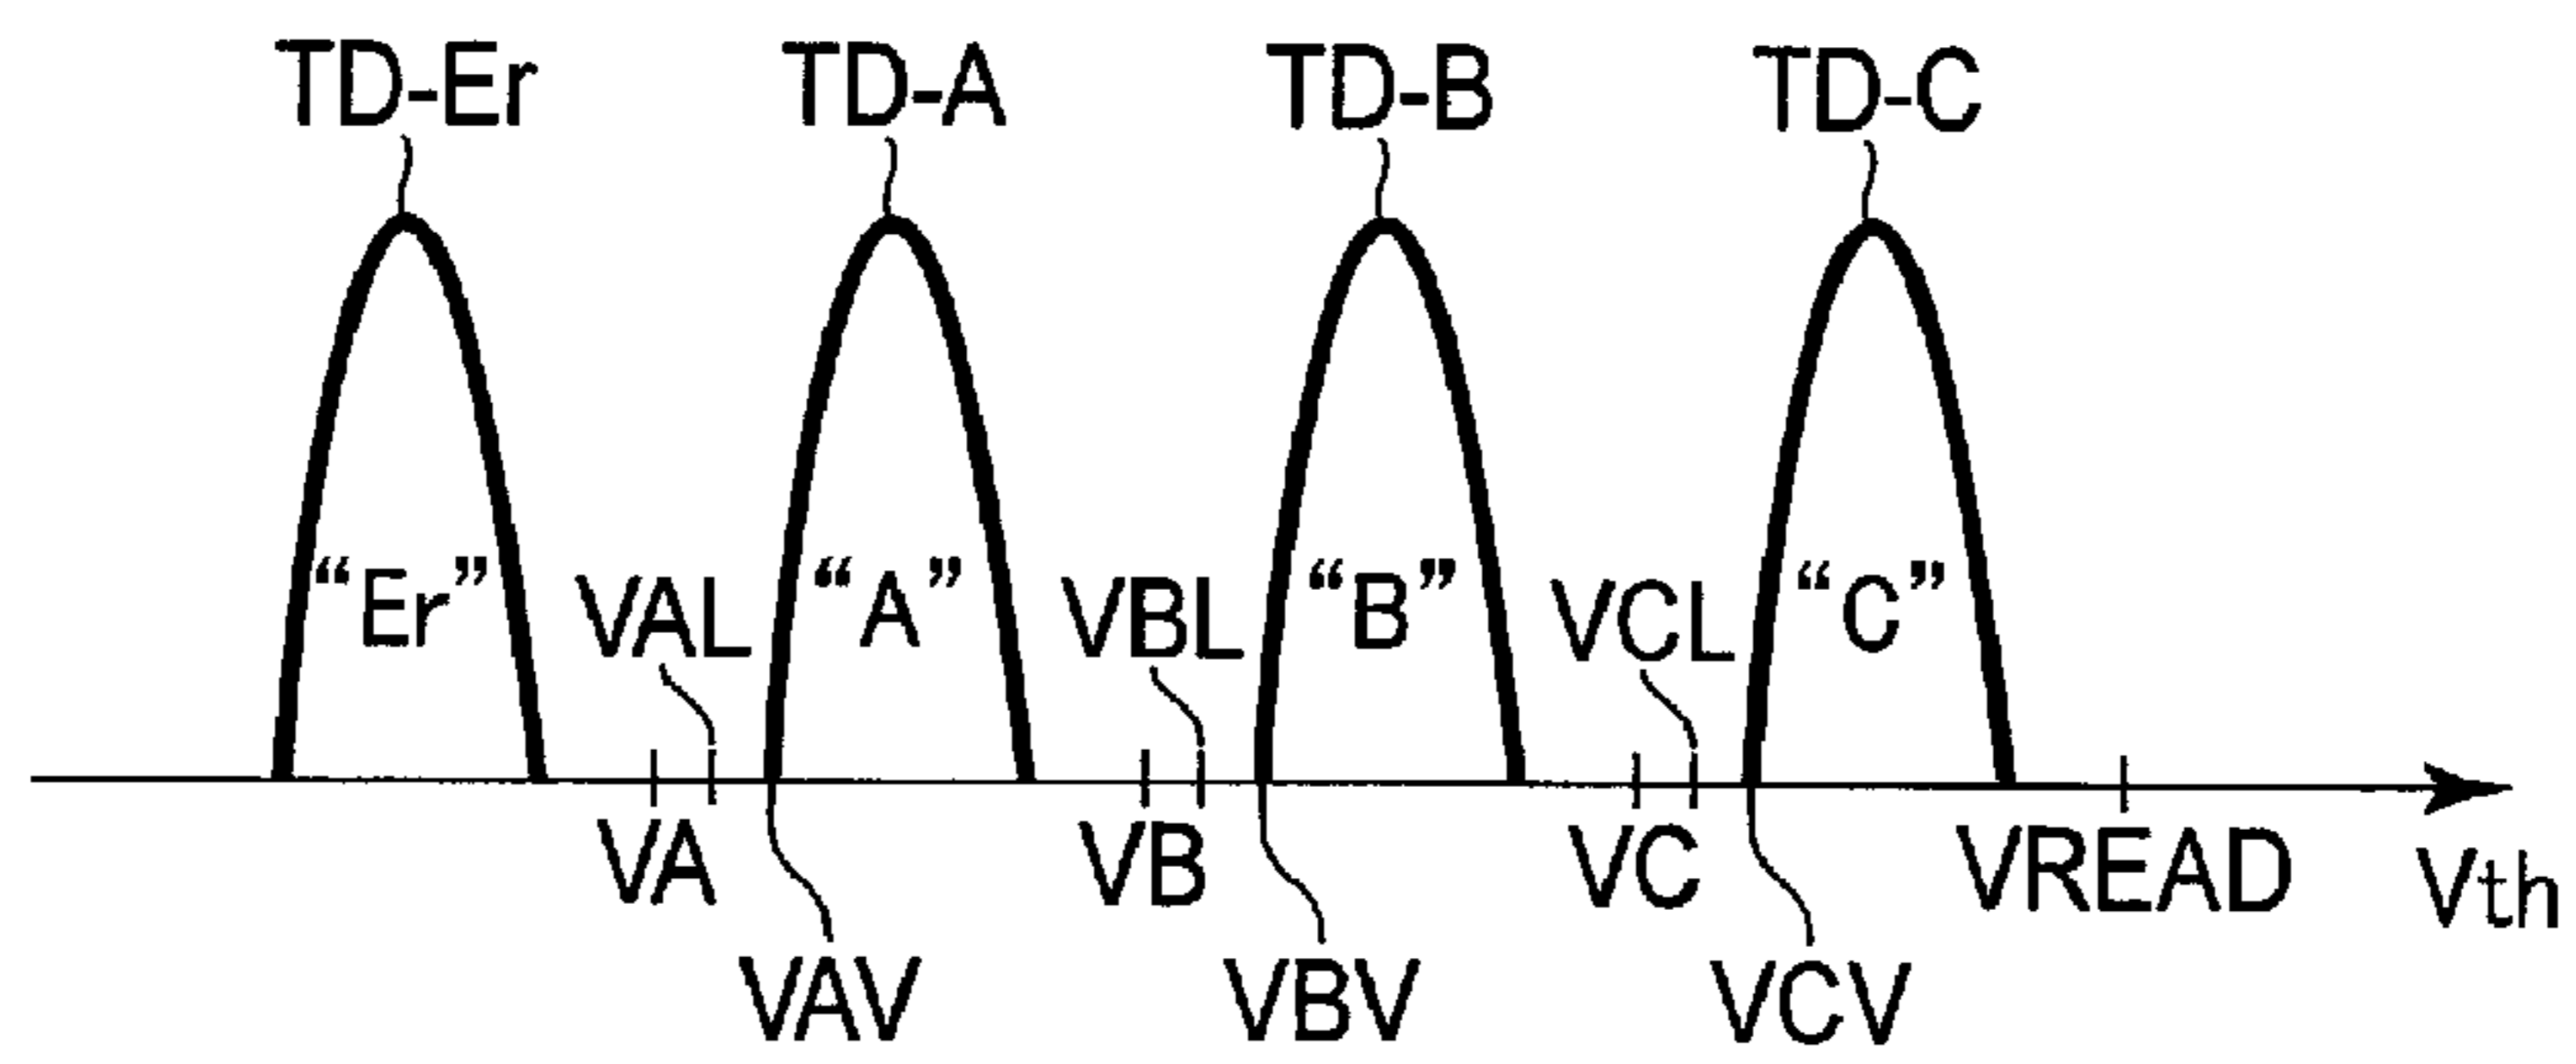 TD-Er TD-A TD-B TD-C
“Er” VAL “A” VBL “B” VCL “C”
VA VB VC VREAD Vth
VAV VBV VCV